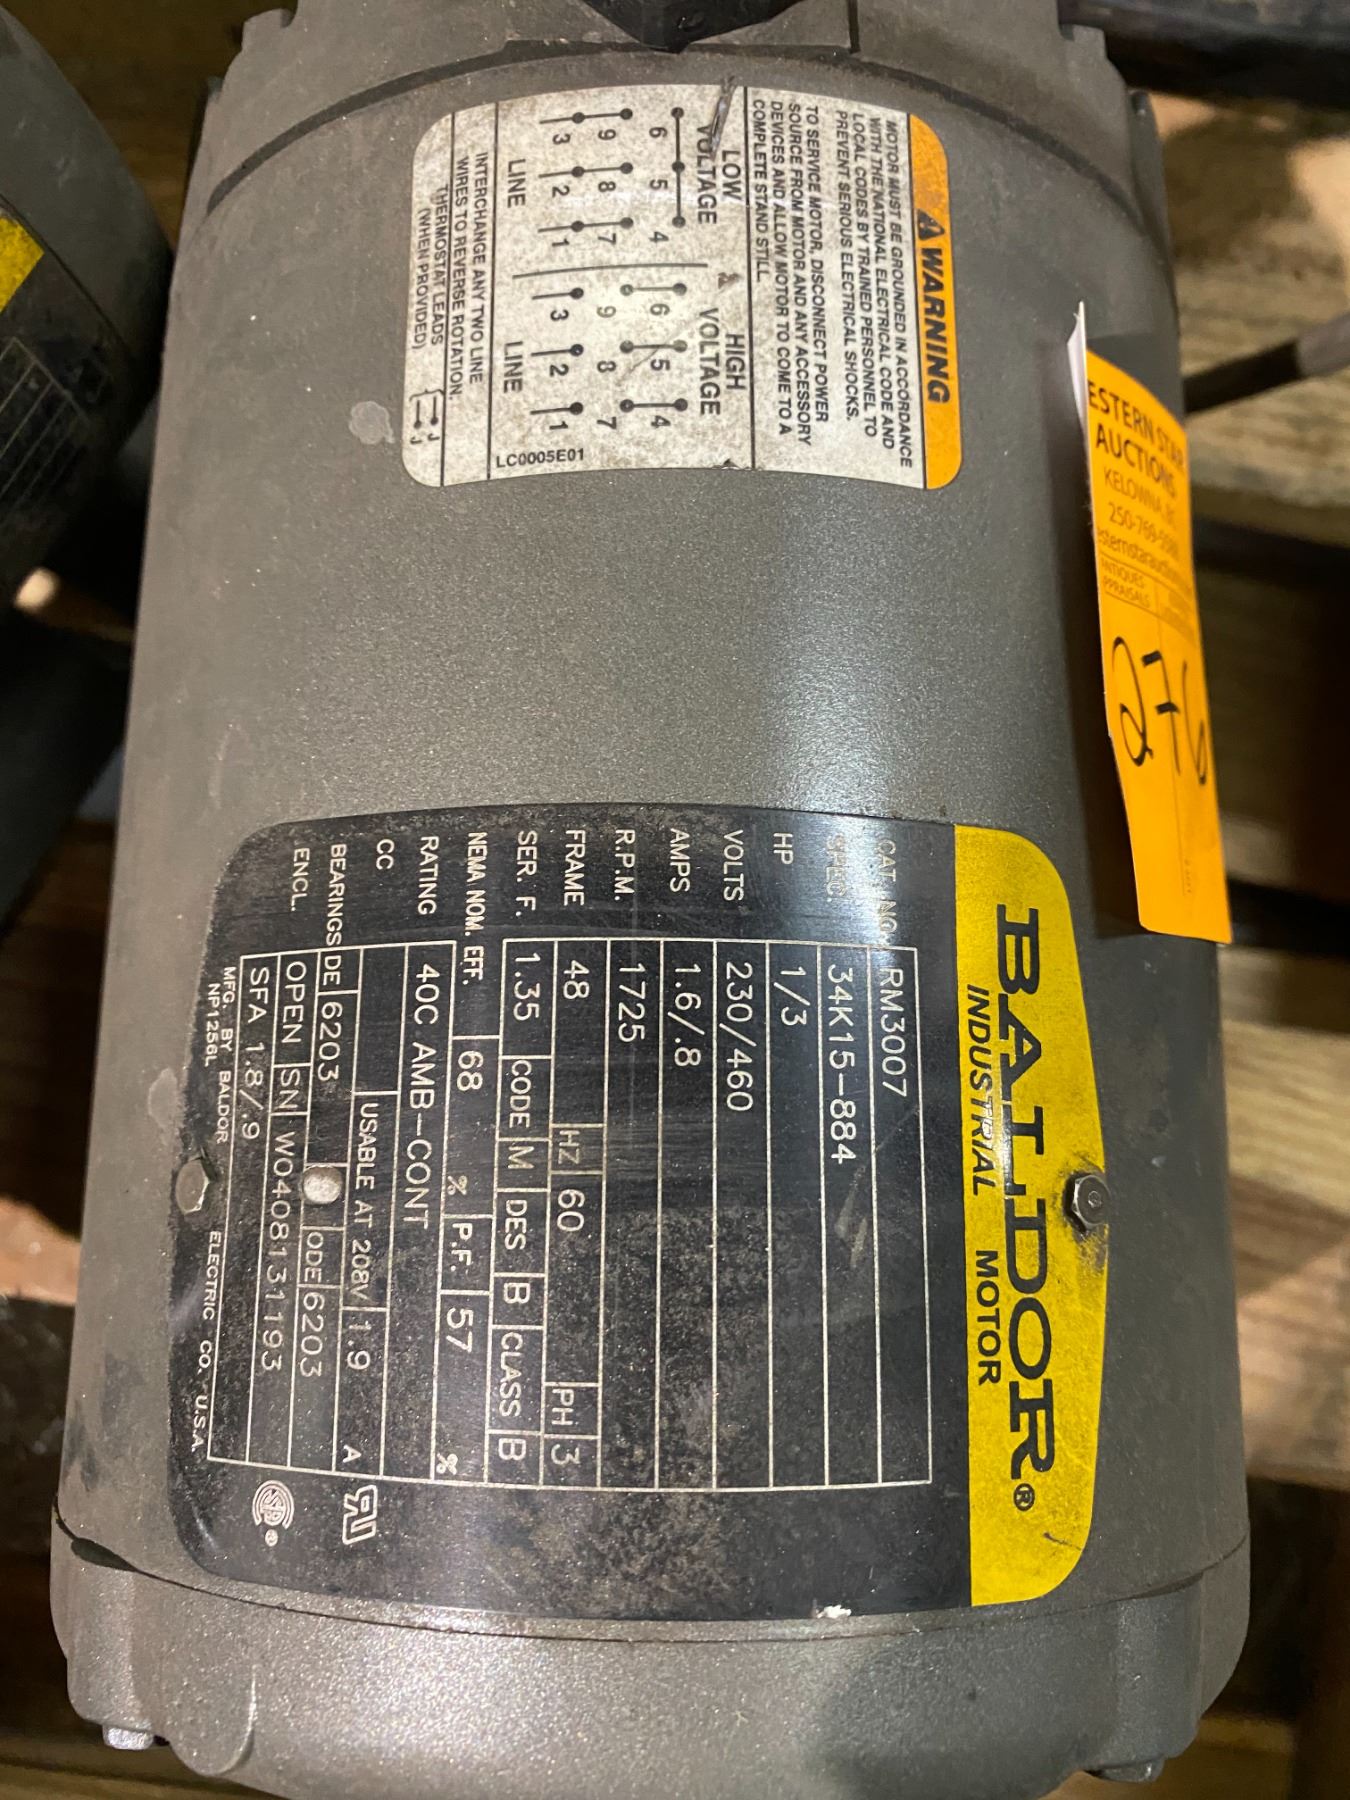 WARNING
MOTOR MUST BE GROUNDED IN ACCORDANCE
WITH THE NATIONAL ELECTRICAL CODE AND
LOCAL CODES BY TRAINED PERSONNEL TO
PREVENT SERIOUS ELECTRICAL SHOCKS.
TO SERVICE MOTOR, DISCONNECT POWER
SOURCE FROM MOTOR AND ANY ACCESSORY
DEVICES AND ALLOW MOTOR TO COME TO A
COMPLETE STAND STILL.
LOW VOLTAGE HIGH VOLTAGE
6 5 4 6 5 4
9 8 7 9 8 7
3 2 1 3 2 1
LINE LINE
LC0005E01
INTERCHANGE ANY TWO LINE
WIRES TO REVERSE ROTATION.
THERMOSTAT LEADS J
(WHEN PROVIDED) J
ESTERN STAR
AUCTIONS
KELOWNA, BC
250-769-
ANTIQUES
276
BALDOR®
INDUSTRIAL MOTOR
CAT. NO. RM3007
SPEC. 34K15-884
HP 1/3
VOLTS 230/460
AMPS 1.6/.8
R.P.M. 1725
FRAME 48 HZ 60 PH 3
SER. F. 1.35 CODE M DES B CLASS B
NEMA. NOM. EFF. 68 % P.F. 57 %
RATING 40C AMB-CONT
CC USABLE AT 208V 1.9 A
BEARINGS DE 6203 ODE 6203
ENCL. OPEN SN W0408131193
SFA 1.8/.9
MFG. BY BALDOR ELECTRIC CO. U.S.A.
NP1256L